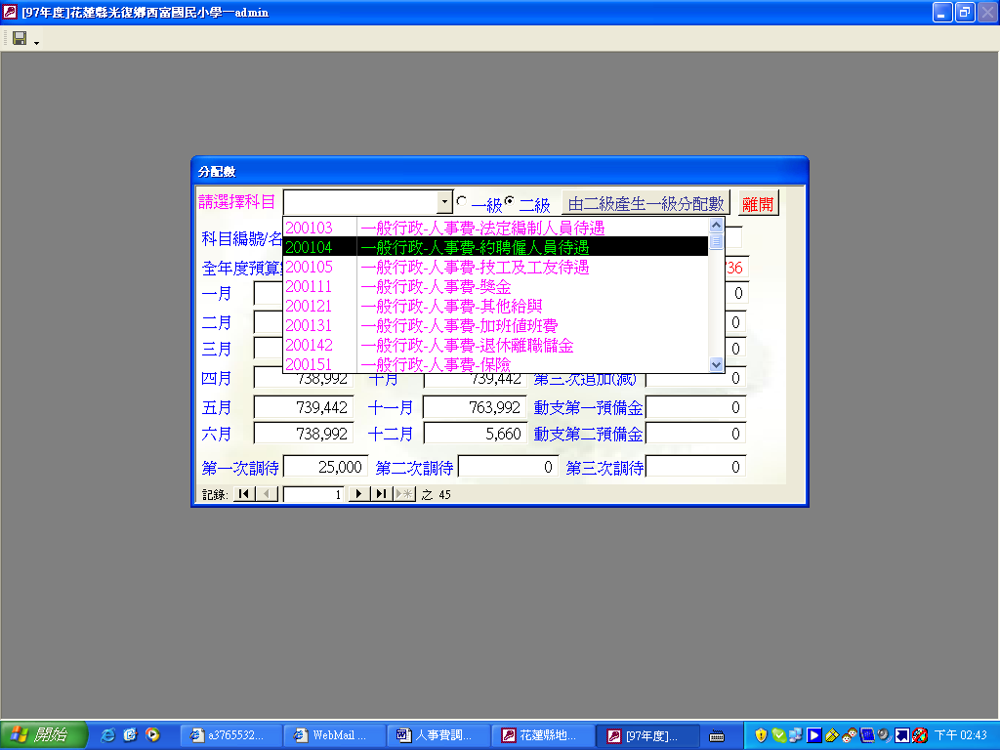 [97年度]花蓮縣光復鄉西富國民小學—admin
分配數
請選擇科目 一級 二級 由二級產生一級分配數 離開
200103 一般行政-人事費-法定編制人員待遇
科目編號/名
200104 一般行政-人事費-約聘僱人員待遇
全年度預算 200105 一般行政-人事費-技工及工友待遇 736
一月 200111 一般行政-人事費-獎金 0
200121 一般行政-人事費-其他給與
二月 200131 一般行政-人事費-加班值班費 0
三月 200142 一般行政-人事費-退休離職儲金 0
200151 一般行政-人事費-保險
四月 738,992 十月 739,442 第三次追加(減) 0
五月 739,442 十一月 763,992 動支第一預備金 0
六月 738,992 十二月 5,660 動支第二預備金 0
第一次調待 25,000 第二次調待 0 第三次調待 0
記錄: 1 之 45
開始 a3765532... WebMail ... 人事費調... 花蓮縣地... [97年度]... 下午 02:43